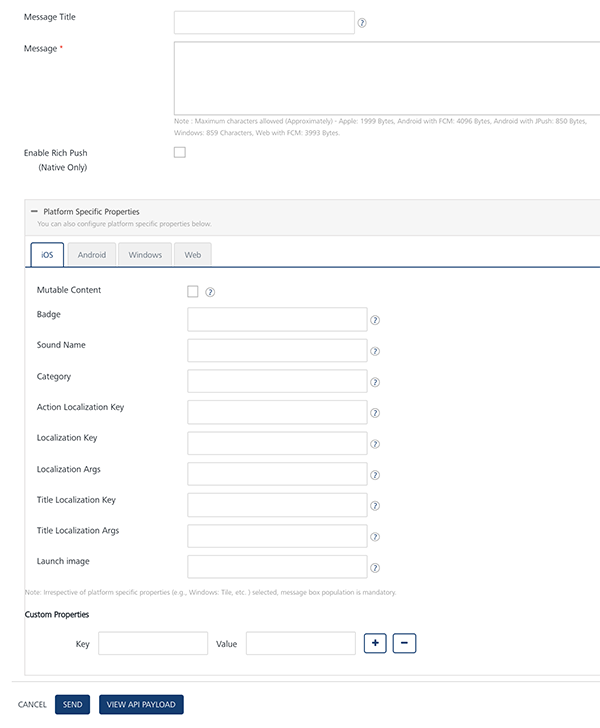 Message Title
Message *
Note : Maximum characters allowed (Approximately) - Apple: 1999 Bytes, Android with FCM: 4096 Bytes, Android with JPush: 850 Bytes,
Windows: 859 Characters, Web with FCM: 3993 Bytes.
Enable Rich Push
(Native Only)
Platform Specific Properties
You can also configure platform specific properties below.
iOS Android Windows Web
Mutable Content
Badge
Sound Name
Category
Action Localization Key
Localization Key
Localization Args
Title Localization Key
Title Localization Args
Launch image
Note: Irrespective of platform specific properties (e.g., Windows: Tile, etc. ) selected, message box population is mandatory.
Custom Properties
Key Value + −
CANCEL SEND VIEW API PAYLOAD